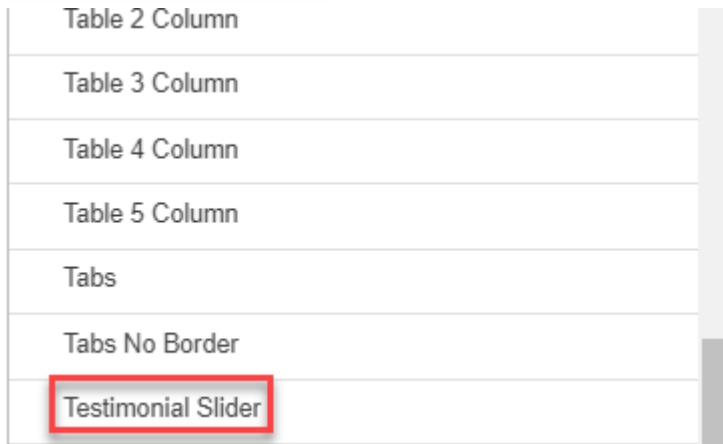 Table 2 Column
Table 3 Column
Table 4 Column
Table 5 Column
Tabs
Tabs No Border
Testimonial Slider